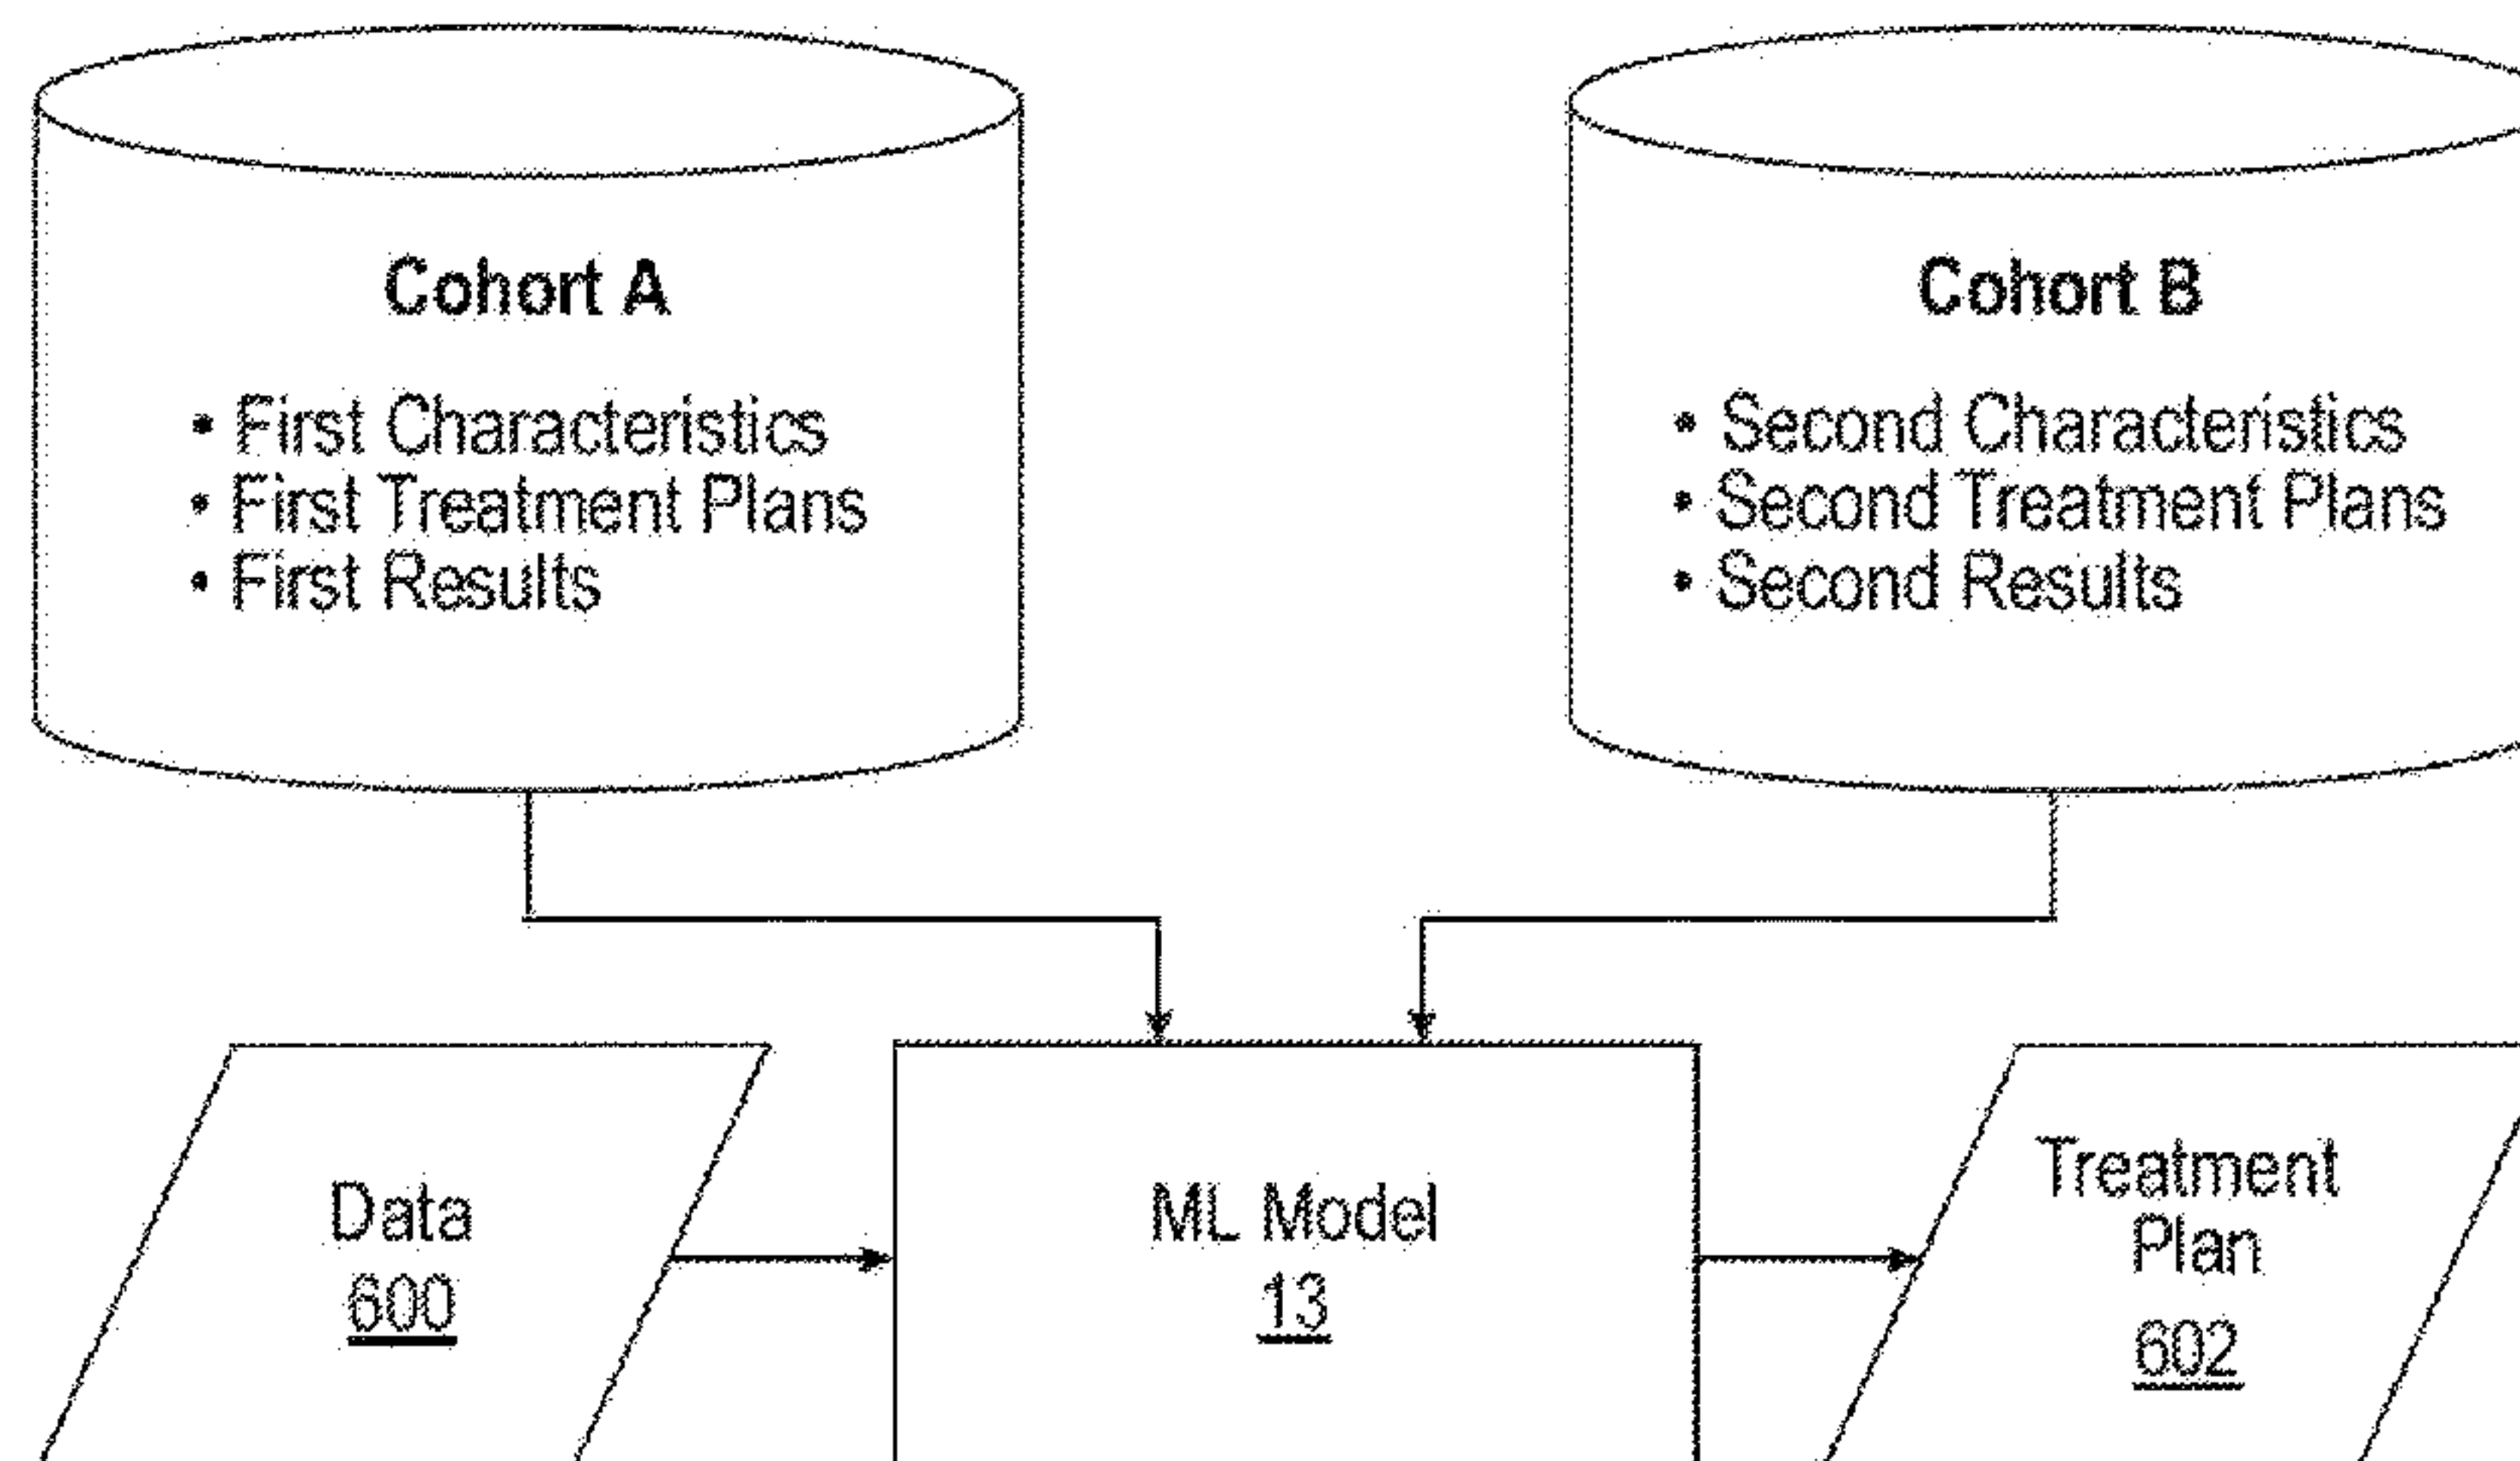 Cohort A
• First Characteristics
• First Treatment Plans
• First Results
Cohort B
• Second Characteristics
• Second Treatment Plans
• Second Results
Data
600
ML Model
13
Treatment
Plan
602